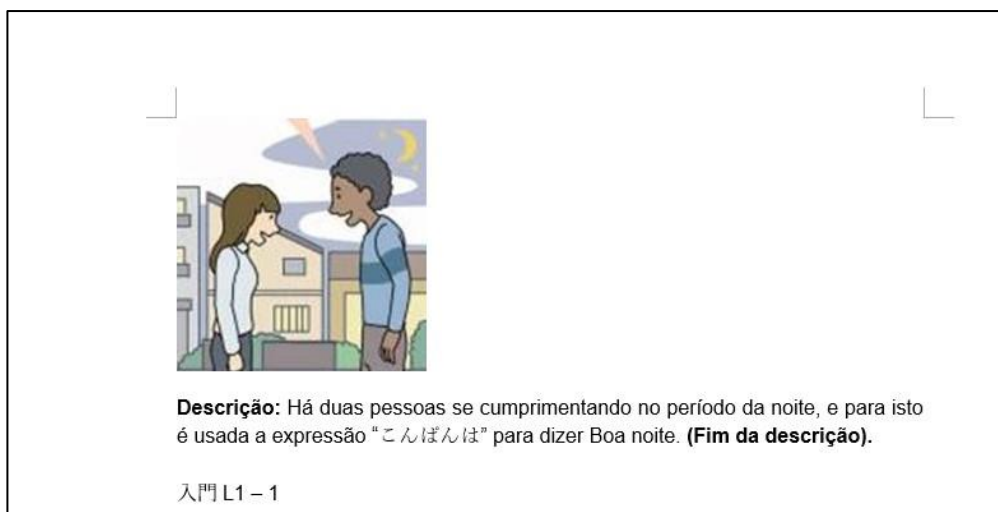 Descrição: Há duas pessoas se cumprimentando no período da noite, e para isto
é usada a expressão “こんばんは” para dizer Boa noite. (Fim da descrição).
入門 L1 – 1